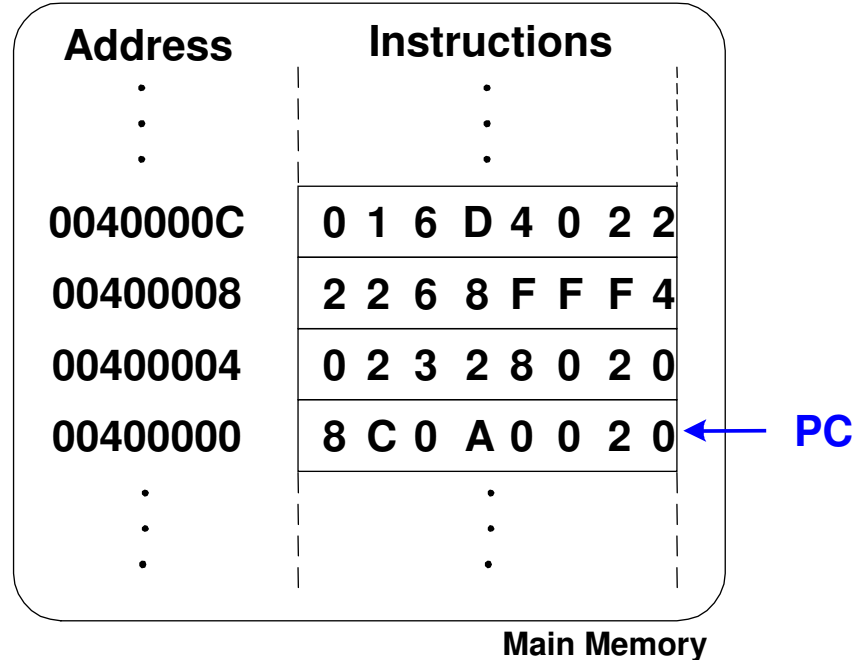 Address Instructions
0040000C 0 1 6 D 4 0 2 2
00400008 2 2 6 8 F F F 4
00400004 0 2 3 2 8 0 2 0
00400000 8 C 0 A 0 0 2 0 PC
Main Memory